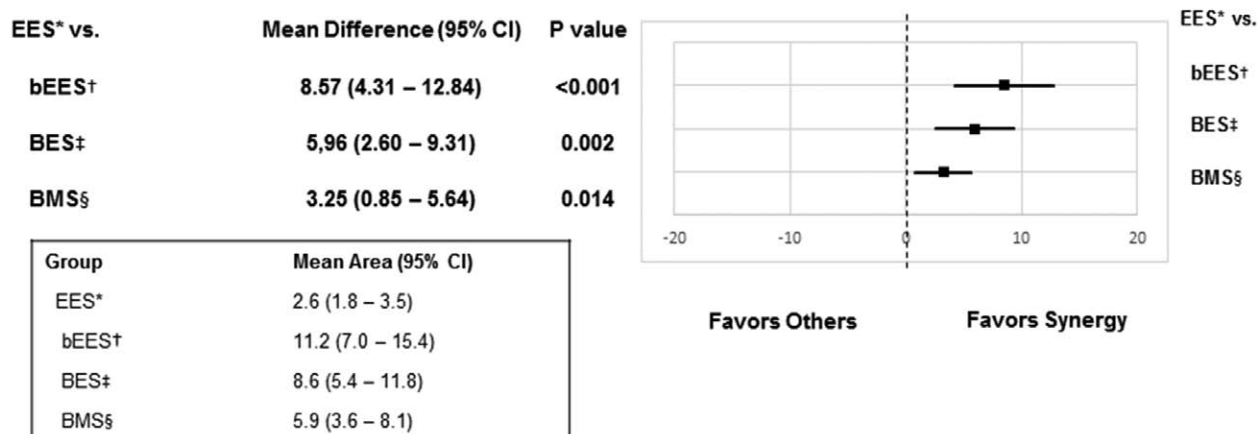 EES* vs. Mean Difference (95% CI) P value
bEES† 8.57 (4.31 – 12.84) <0.001
BES‡ 5,96 (2.60 – 9.31) 0.002
BMS§ 3.25 (0.85 – 5.64) 0.014
Group Mean Area (95% CI)
EES* 2.6 (1.8 – 3.5)
bEES† 11.2 (7.0 – 15.4)
BES‡ 8.6 (5.4 – 11.8)
BMS§ 5.9 (3.6 – 8.1)
EES* vs.
bEES†
BES‡
BMS§
-20 -10 0 10 20
Favors Others Favors Synergy